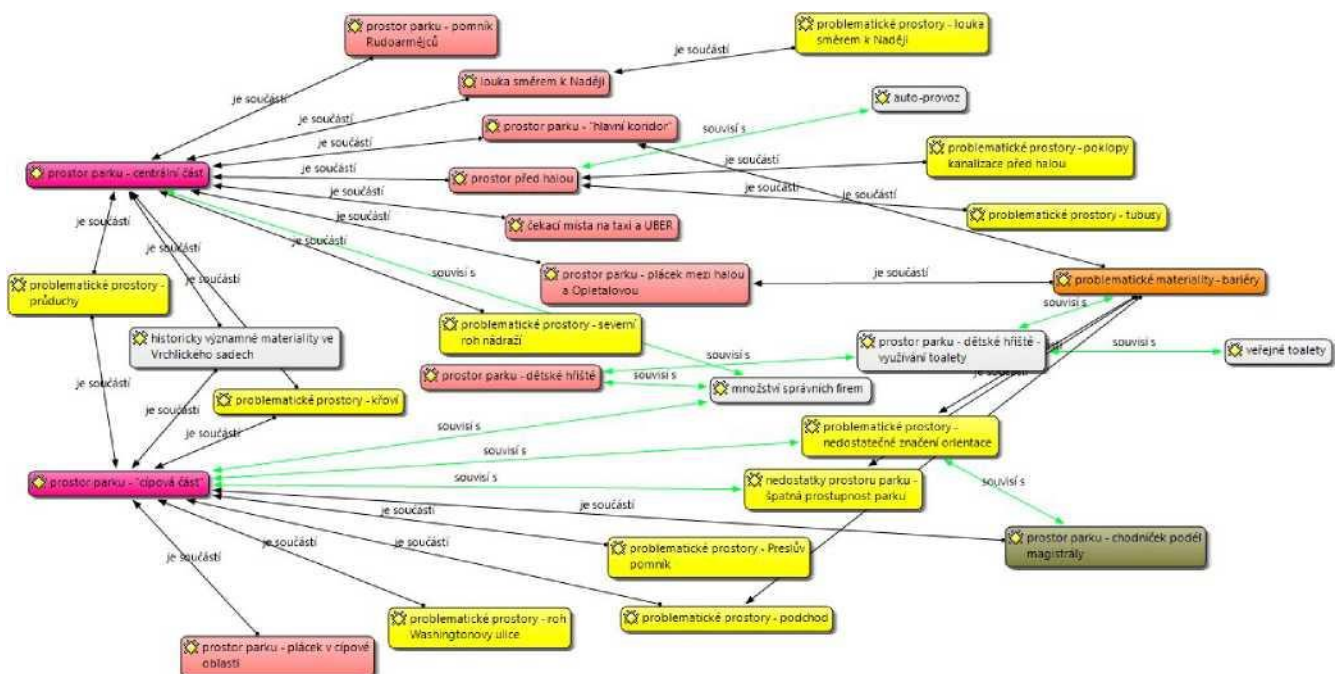 prostor parku - pomník
Rudoarmějců
problematické prostory - louka
směrem k Naději
je součástí
louka směrem k Naději
auto-provoz
je součástí
je součástí
prostor parku - "hlavní koridor"
souvisí s
je součástí
problematické prostory - poklopy
kanalizace před halou
prostor parku - centrální část
je součástí
prostor před halou
je součástí
je součástí
problematické prostory - tubusy
je součástí
čekací místa na taxi a UBER
je součástí
je součástí
je součástí
je součástí
souvisí s
prostor parku - plácek mezi halou
a Opletalovou
je součástí
problematické materiality - bariéry
problematické prostory -
průduchy
souvisí s
historicky významné materiality ve
Vrchlického sadech
problematické prostory - severní
roh nádraží
prostor parku - dětské hřiště -
využívání toalety
souvisí s
veřejné toalety
souvisí s
prostor parku - dětské hřiště
souvisí s
množství správních firem
je součástí
problematické prostory - křoví
je součástí
je součástí
je součástí
souvisí s
problematické prostory -
nedostatečné značení orientace
souvisí s
prostor parku - "cípová část"
souvisí s
nedostatky prostoru parku -
špatná prostupnost parku
souvisí s
je součástí
je součástí
prostor parku - chodníček podél
magistrály
je součástí
je součástí
je součástí
problematické prostory - Preslův
pomník
problematické prostory - roh
Washingtonovy ulice
problematické prostory - podchod
prostor parku - plácek v cípové
oblasti